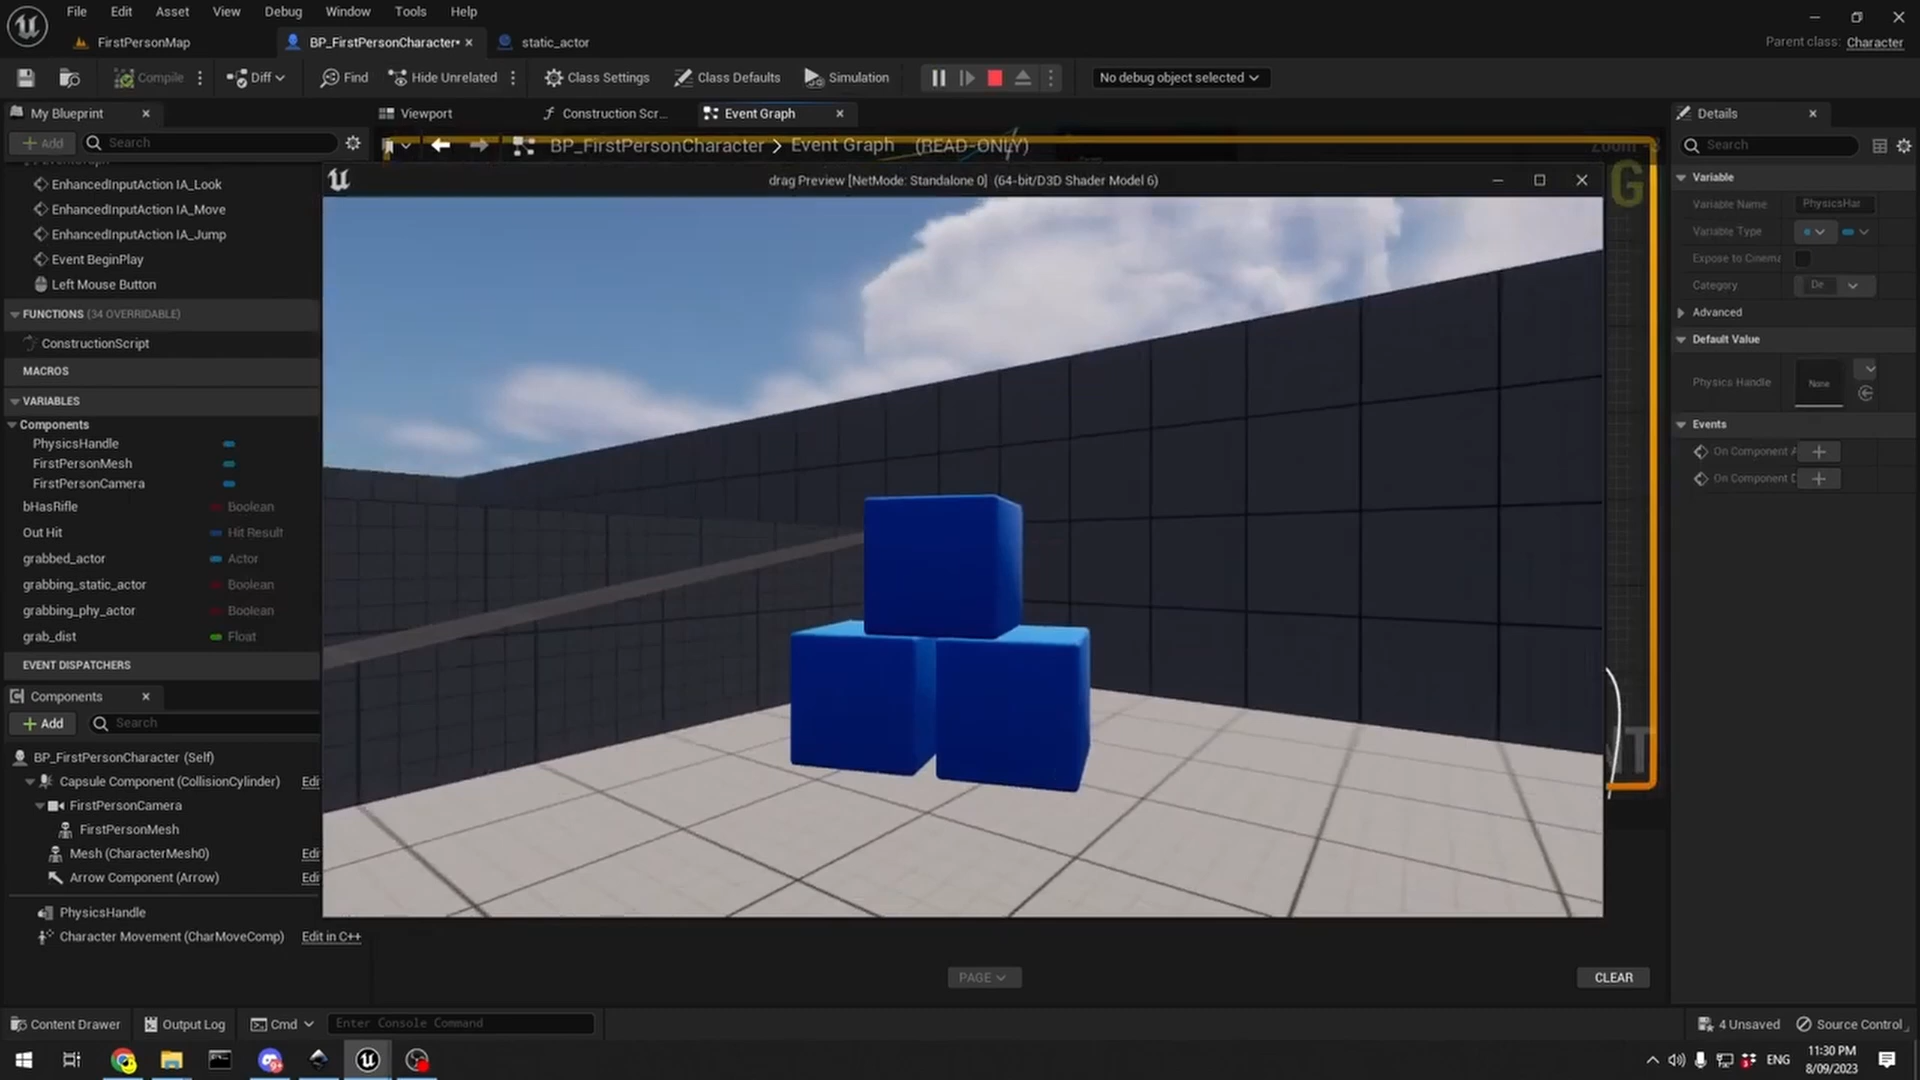 File Edit Asset View Debug Window Tools Help
FirstPersonMap BP_FirstPersonCharacter• static_actor
Parent class: Character
Compile Diff Find Hide Unrelated Class Settings Class Defaults Simulation No debug object selected
My Blueprint Viewport Construction Scr... Event Graph Details
Add Search BP_FirstPersonCharacter > Event Graph (READ-ONLY) Search
drag Preview [NetMode: Standalone 0] (64-bit/D3D Shader Model 6)
EnhancedInputAction IA_Look
EnhancedInputAction IA_Move
EnhancedInputAction IA_Jump
Event BeginPlay
Left Mouse Button
FUNCTIONS (34 OVERRIDABLE)
ConstructionScript
MACROS
VARIABLES
Components
PhysicsHandle
FirstPersonMesh
FirstPersonCamera
bHasRifle Boolean
Out Hit Hit Result
grabbed_actor Actor
grabbing_static_actor Boolean
grabbing_phy_actor Boolean
grab_dist Float
EVENT DISPATCHERS
Components
Add Search
BP_FirstPersonCharacter (Self)
Capsule Component (CollisionCylinder) Edi
FirstPersonCamera
FirstPersonMesh
Mesh (CharacterMesh0) Edi
Arrow Component (Arrow) Edi
PhysicsHandle
Character Movement (CharMoveComp) Edit in C++
Variable
Variable Name PhysicsHar
Variable Type
Expose to Cinema
Category De
Advanced
Default Value
Physics Handle None
Events
On Component A
On Component D
PAGE CLEAR
Content Drawer Output Log Cmd Enter Console Command 4 Unsaved Source Control
ENG 11:30 PM
8/09/2023